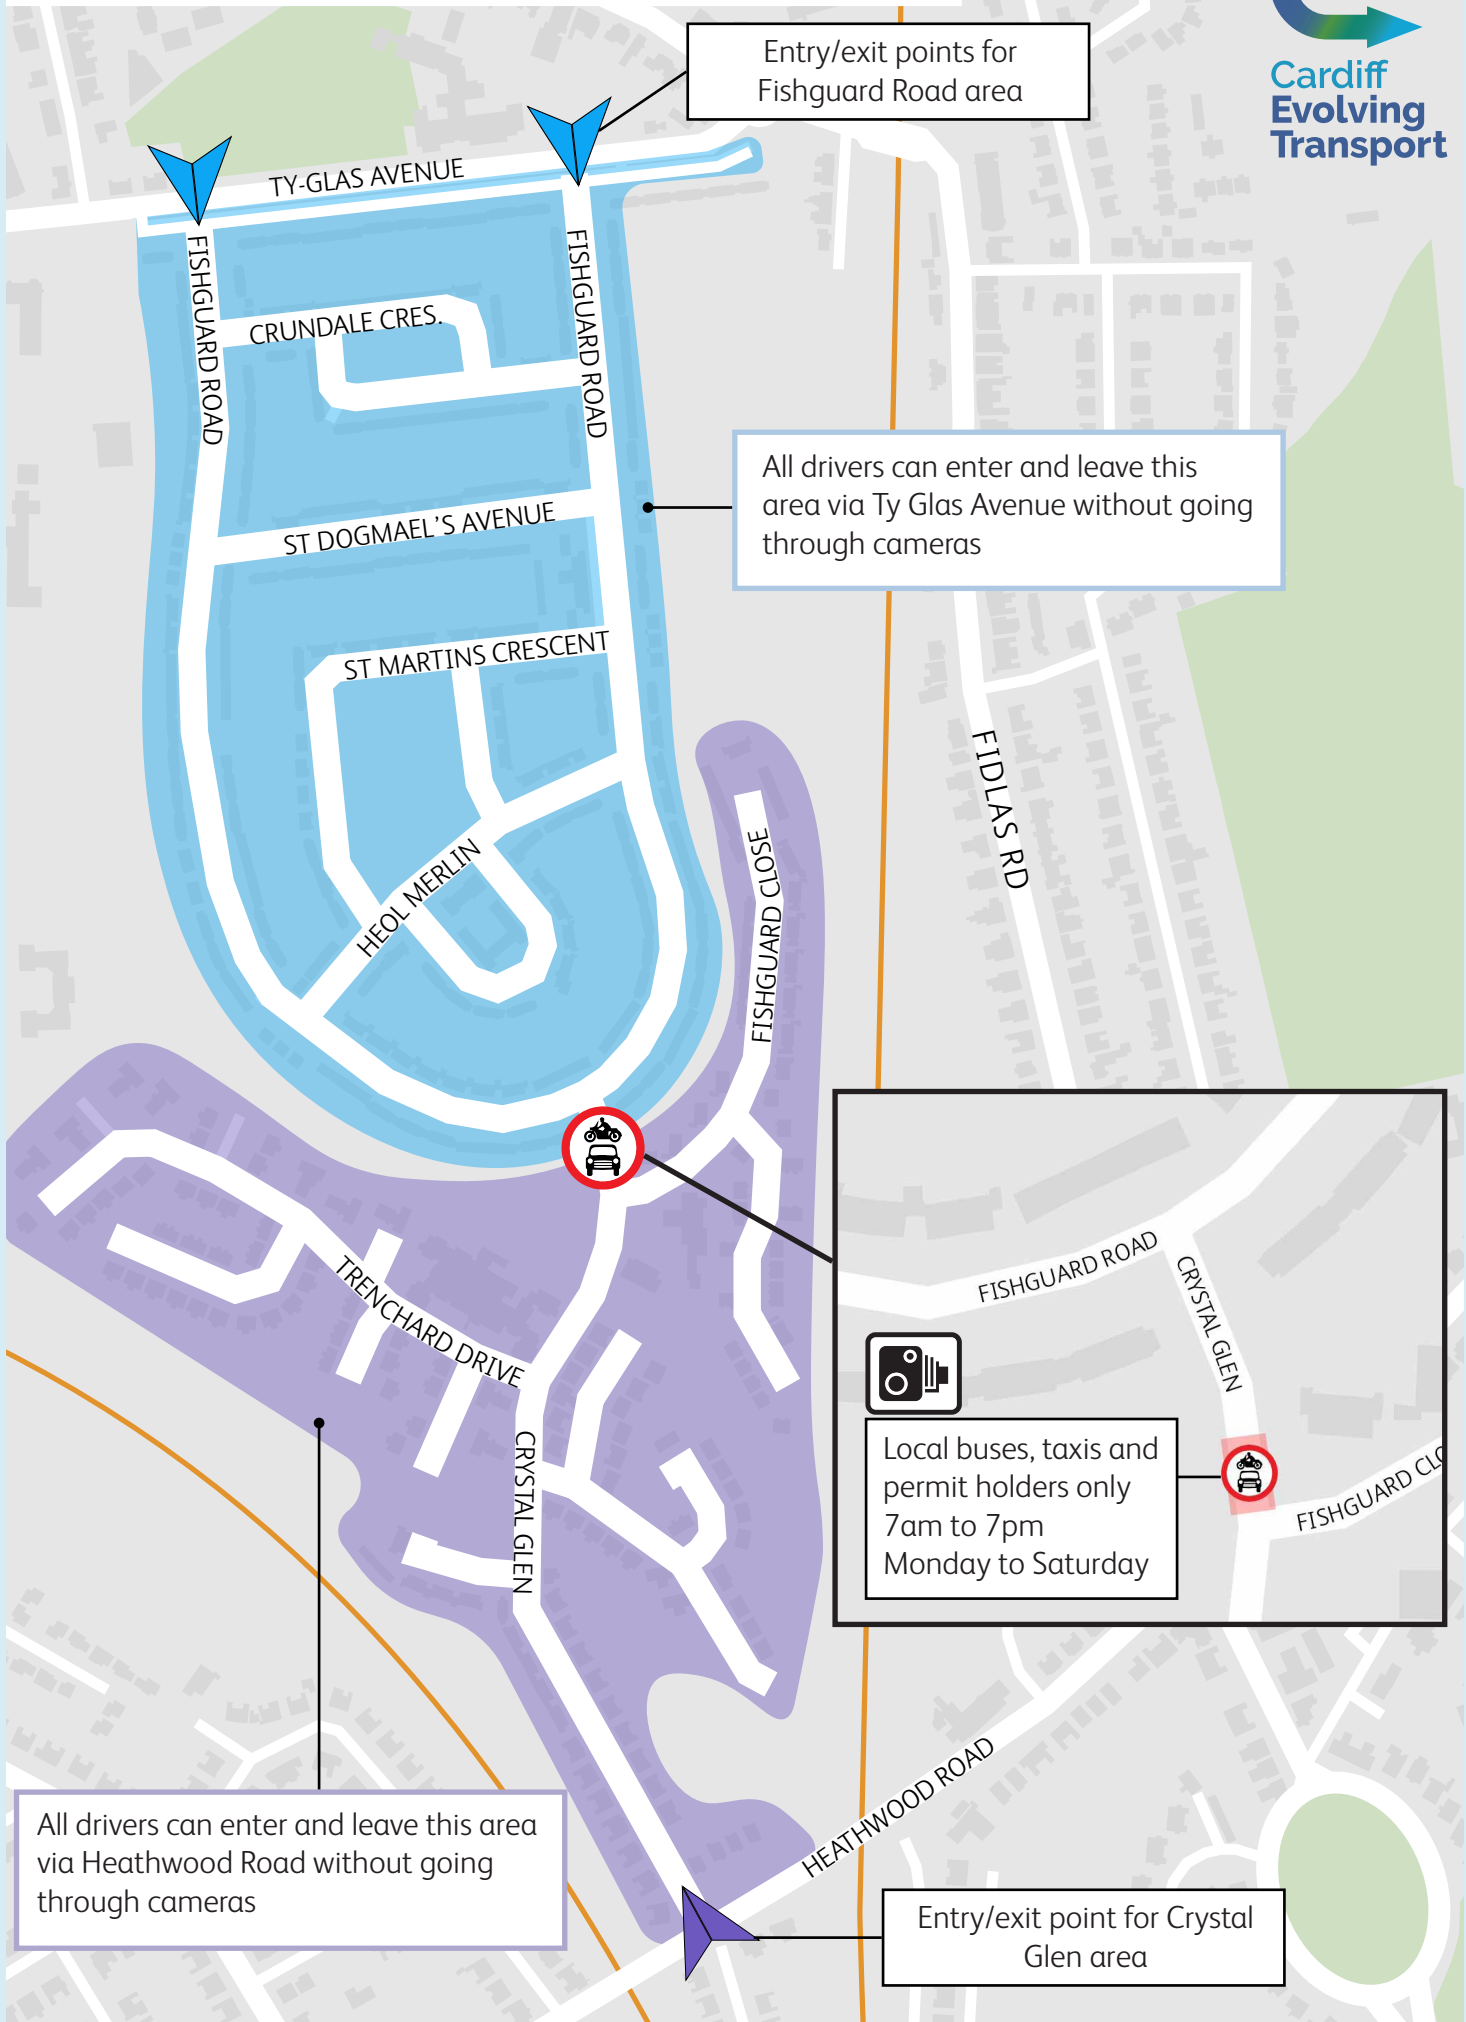 Entry/exit points for
Fishguard Road area
Cardiff
Evolving
Transport
TY-GLAS AVENUE
FISHGUARD ROAD
FISHGUARD ROAD
CRUNDALE CRES.
All drivers can enter and leave this
area via Ty Glas Avenue without going
through cameras
ST DOGMAEL’S AVENUE
ST MARTINS CRESCENT
FIDLAS RD
HEOL MERLIN
FISHGUARD CLOSE
TRENCHARD DRIVE
CRYSTAL GLEN
FISHGUARD ROAD
CRYSTAL GLEN
Local buses, taxis and
permit holders only
7am to 7pm
Monday to Saturday
FISHGUARD CLO
HEATHWOOD ROAD
All drivers can enter and leave this area
via Heathwood Road without going
through cameras
Entry/exit point for Crystal
Glen area